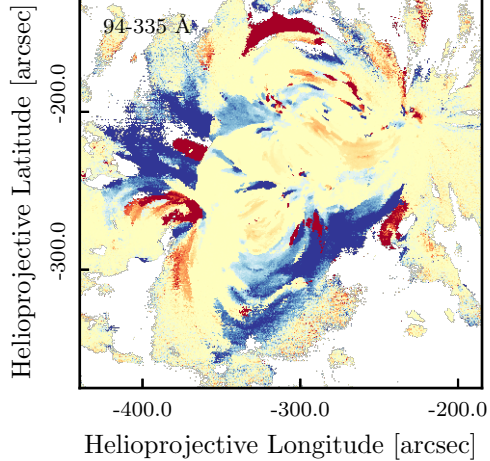 94-335 Å
Helioprojective Latitude [arcsec]
-200.0
-300.0
-400.0 -300.0 -200.0
Helioprojective Longitude [arcsec]